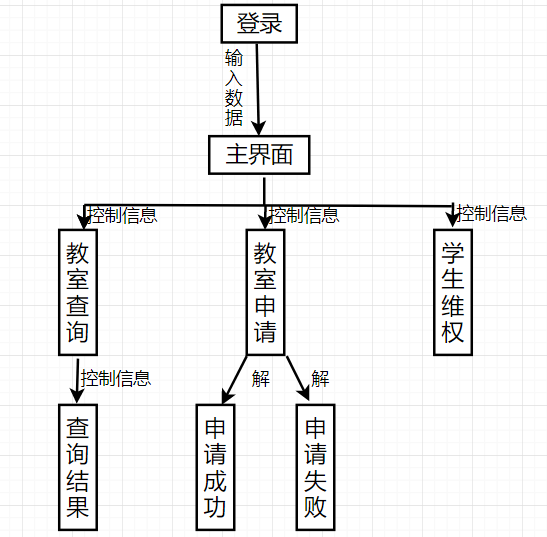 登录
输入数据
主界面
控制信息
控制信息
控制信息
教室查询
教室申请
学生维权
控制信息
解
解
查询结果
申请成功
申请失败